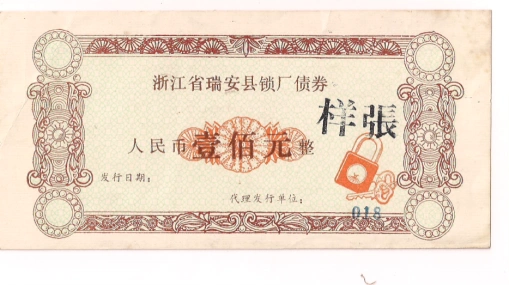 浙江省瑞安县锁厂债券
样張
人民币壹佰元整
发行日期：
代理发行单位：
018